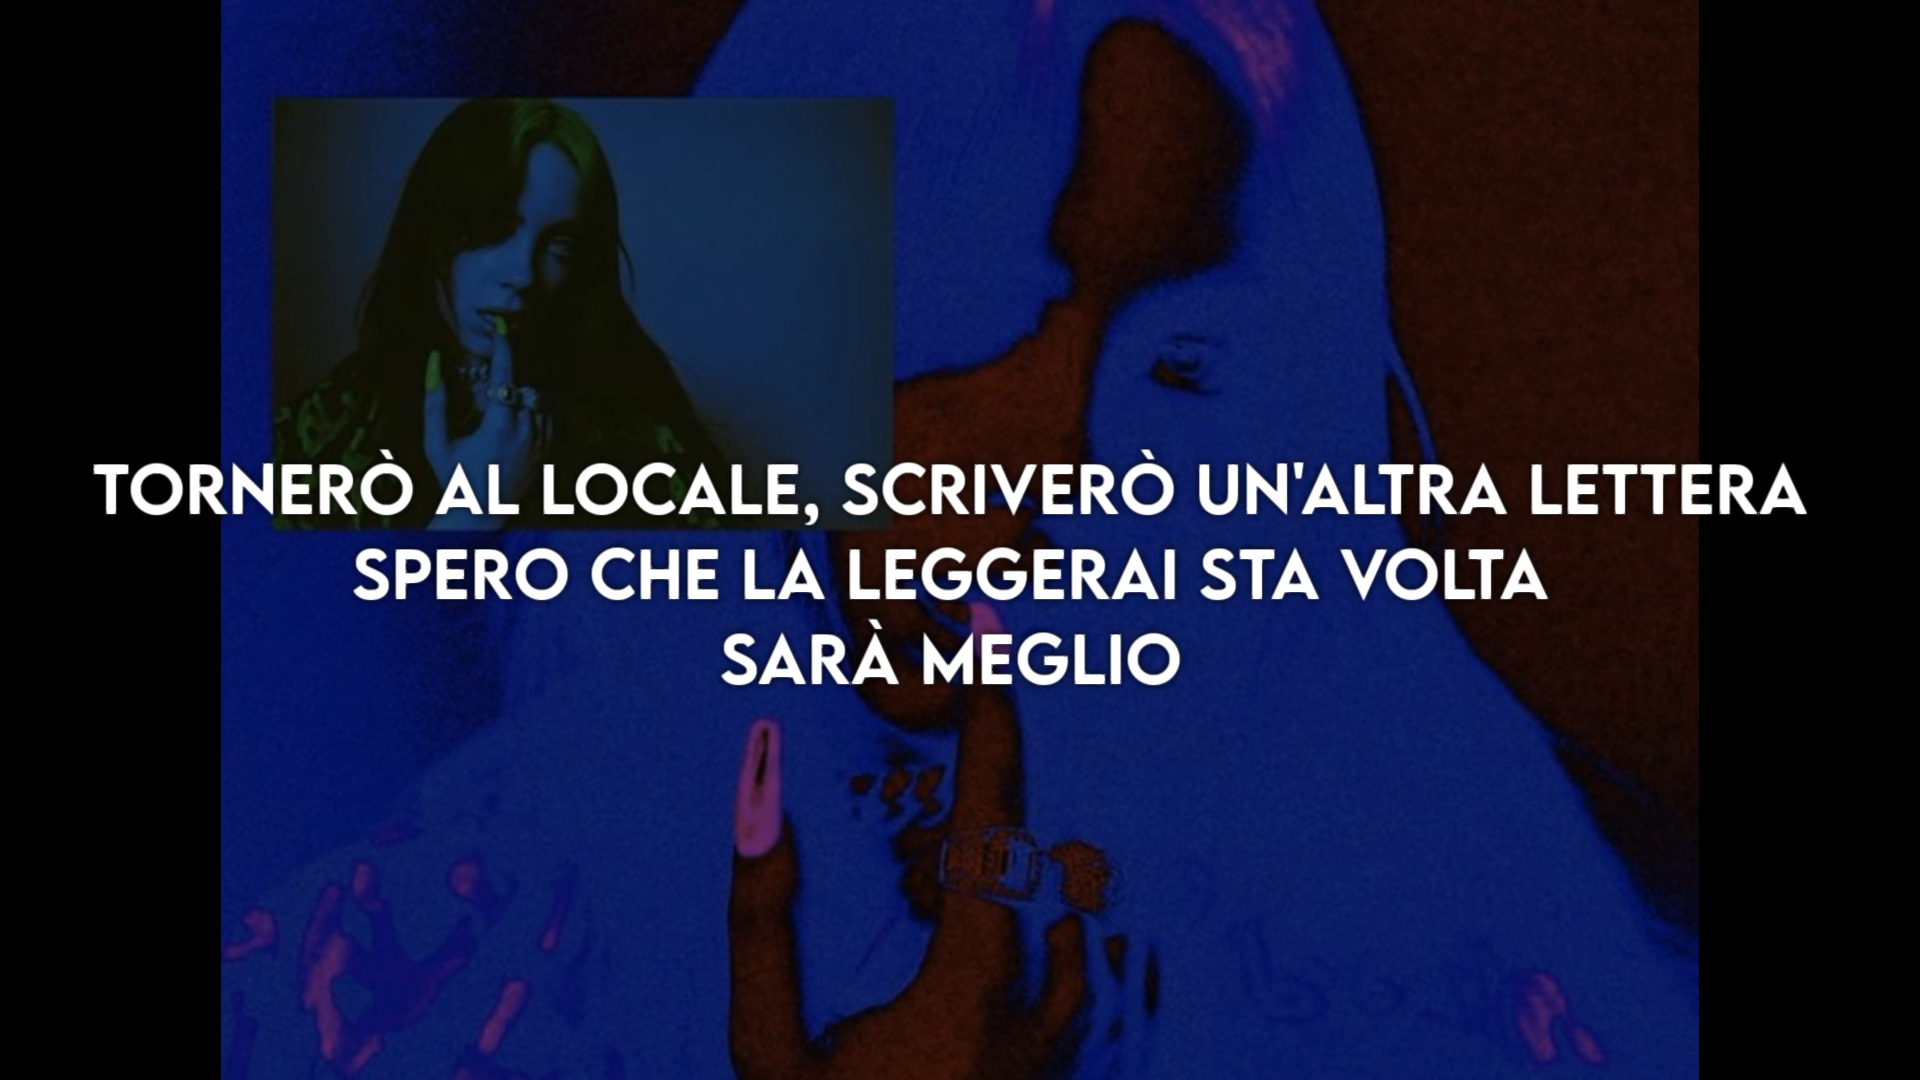 TORNERÒ AL LOCALE, SCRIVERÒ UN'ALTRA LETTERA
SPERO CHE LA LEGGERAI STA VOLTA
SARÀ MEGLIO